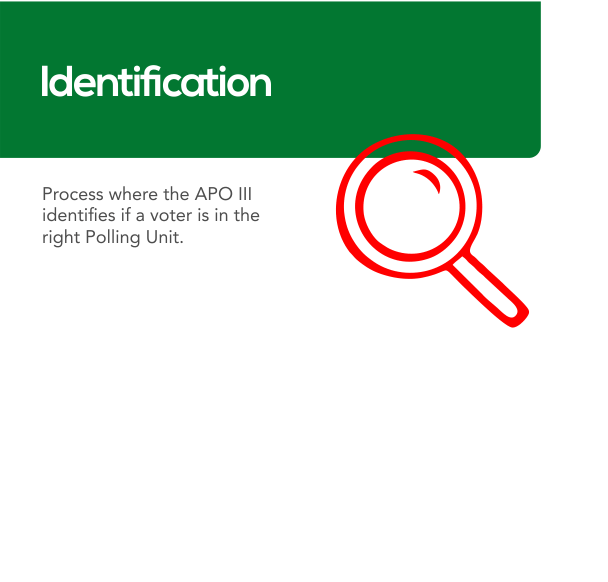 Identification
Process where the APO III
identifies if a voter is in the
right Polling Unit.